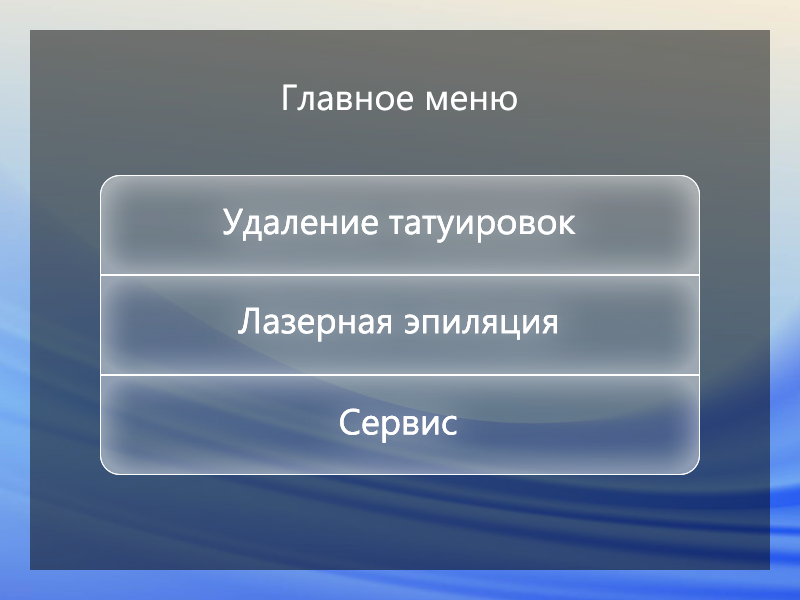 Главное меню
Удаление татуировок
Лазерная эпиляция
Сервис